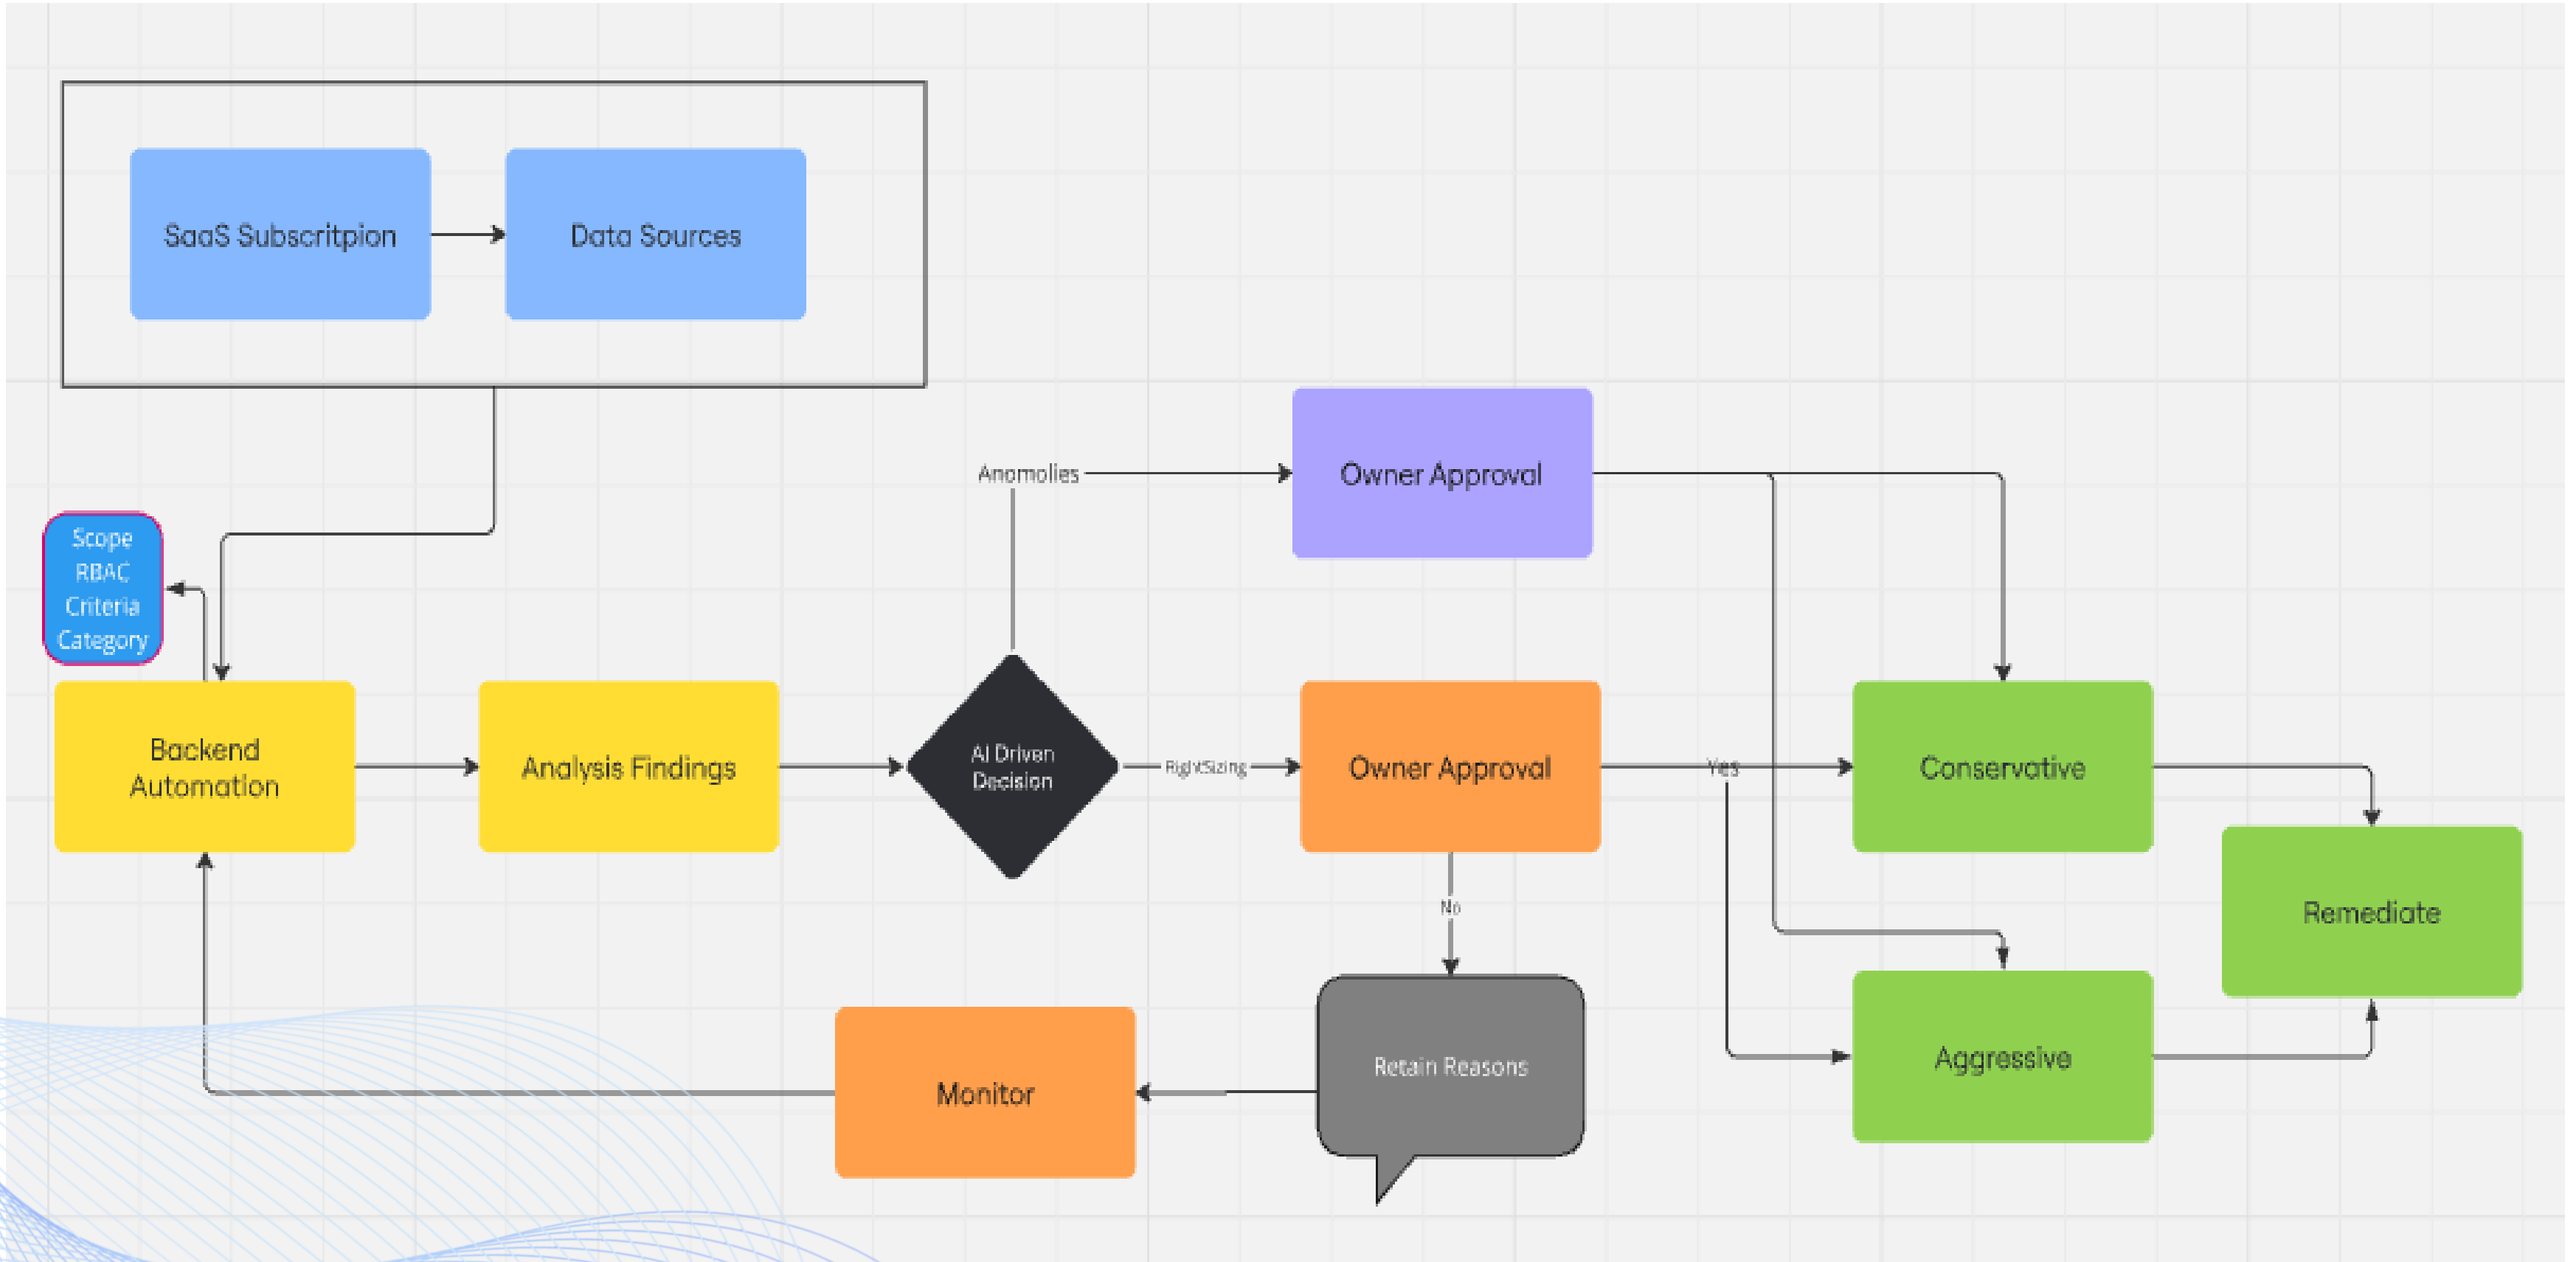 SaaS Subscritpion
Data Sources
Anomolies
Owner Approval
Scope
RBAC
Criteria
Category
Backend
Automation
Analysis Findings
AI Driven
Decision
RightSizing
Owner Approval
Yes
Conservative
No
Remediate
Retain Reasons
Monitor
Aggressive